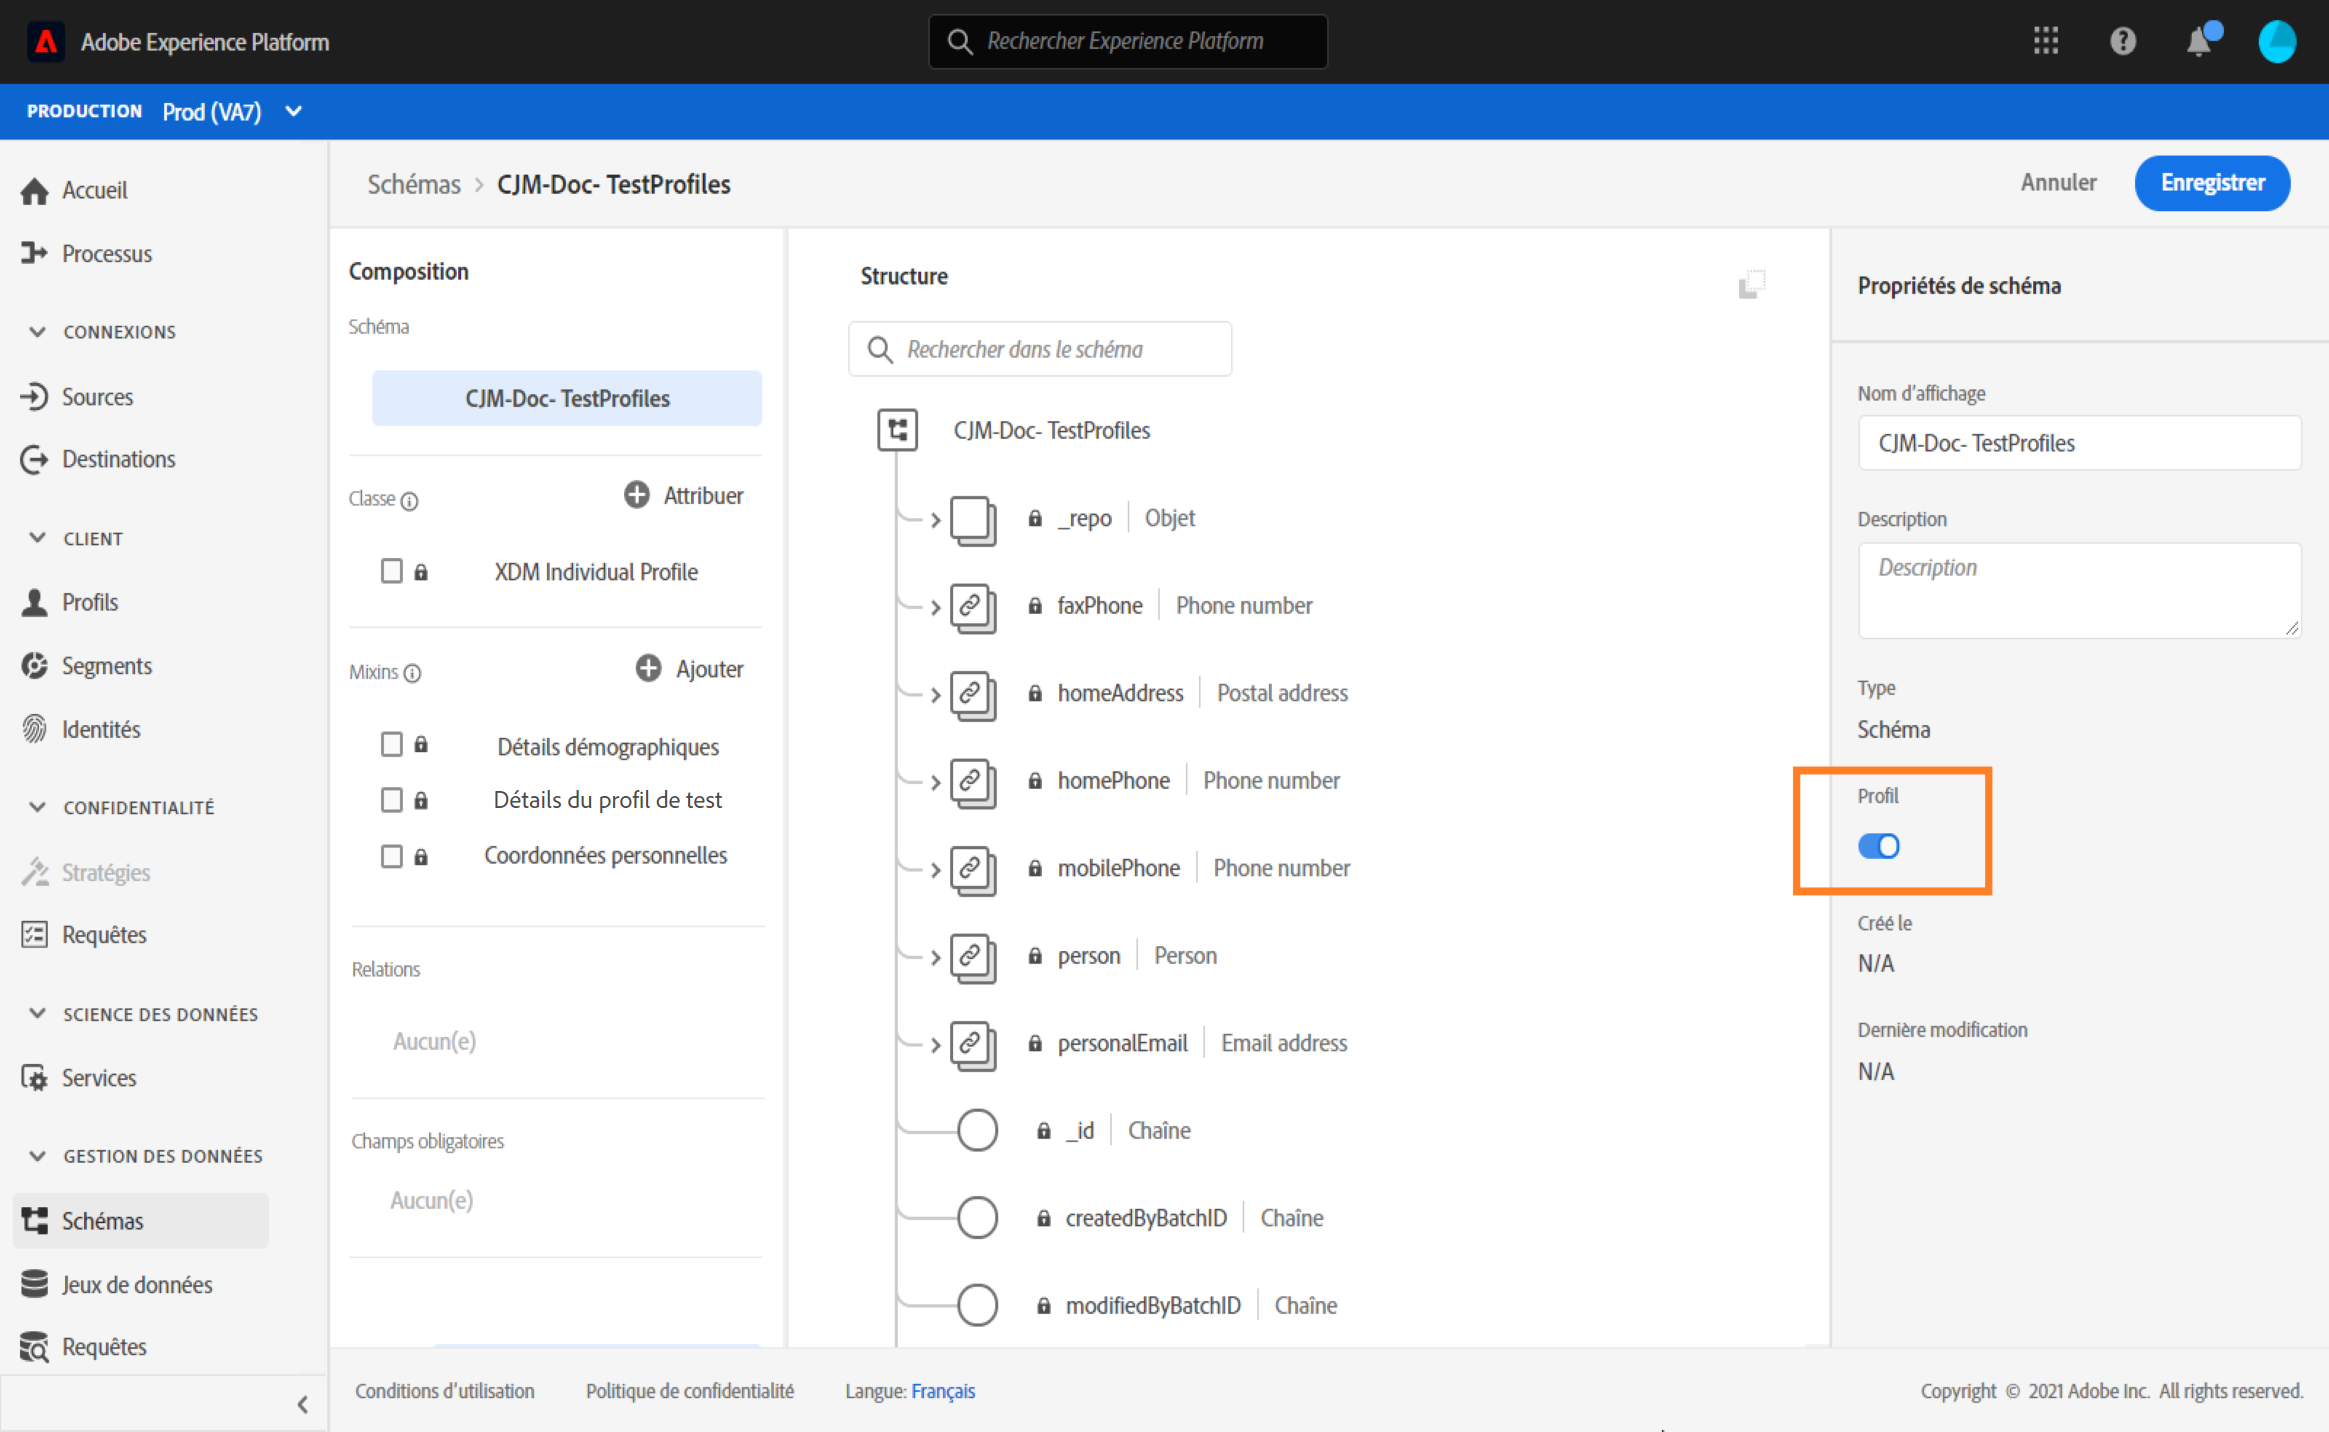 Adobe Experience Platform
Rechercher Experience Platform
PRODUCTION Prod (VA7)
Accueil
Processus
CONNEXIONS
Sources
Destinations
CLIENT
Profils
Segments
Identités
CONFIDENTIALITÉ
Stratégies
Requêtes
SCIENCE DES DONNÉES
Services
GESTION DES DONNÉES
Schémas
Jeux de données
Requêtes
Schémas > CJM-Doc- TestProfiles
Annuler
Enregistrer
Composition
Schéma
CJM-Doc- TestProfiles
Classe
Attribuer
XDM Individual Profile
Mixins
Ajouter
Détails démographiques
Détails du profil de test
Coordonnées personnelles
Relations
Aucun(e)
Champs obligatoires
Aucun(e)
Structure
Rechercher dans le schéma
CJM-Doc- TestProfiles
_repo | Objet
faxPhone | Phone number
homeAddress | Postal address
homePhone | Phone number
mobilePhone | Phone number
person | Person
personalEmail | Email address
_id | Chaîne
createdByBatchID | Chaîne
modifiedByBatchID | Chaîne
Propriétés de schéma
Nom d'affichage
CJM-Doc- TestProfiles
Description
Description
Type
Schéma
Profil
Créé le
N/A
Dernière modification
N/A
Conditions d'utilisation
Politique de confidentialité
Langue: Français
Copyright © 2021 Adobe Inc. All rights reserved.